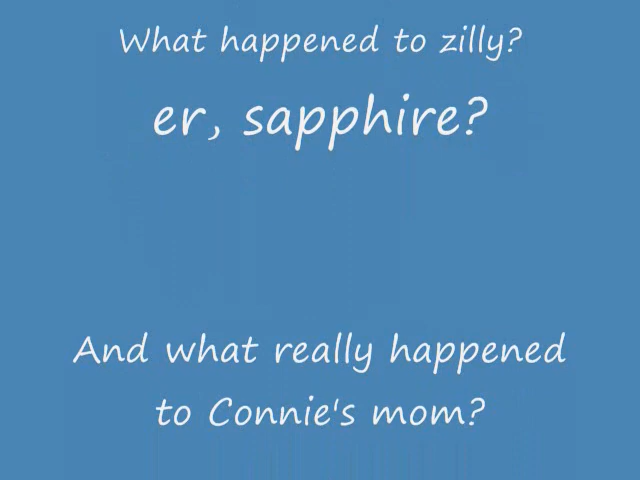 What happened to zilly?
er, sapphire?
And what really happened
to Connie's mom?